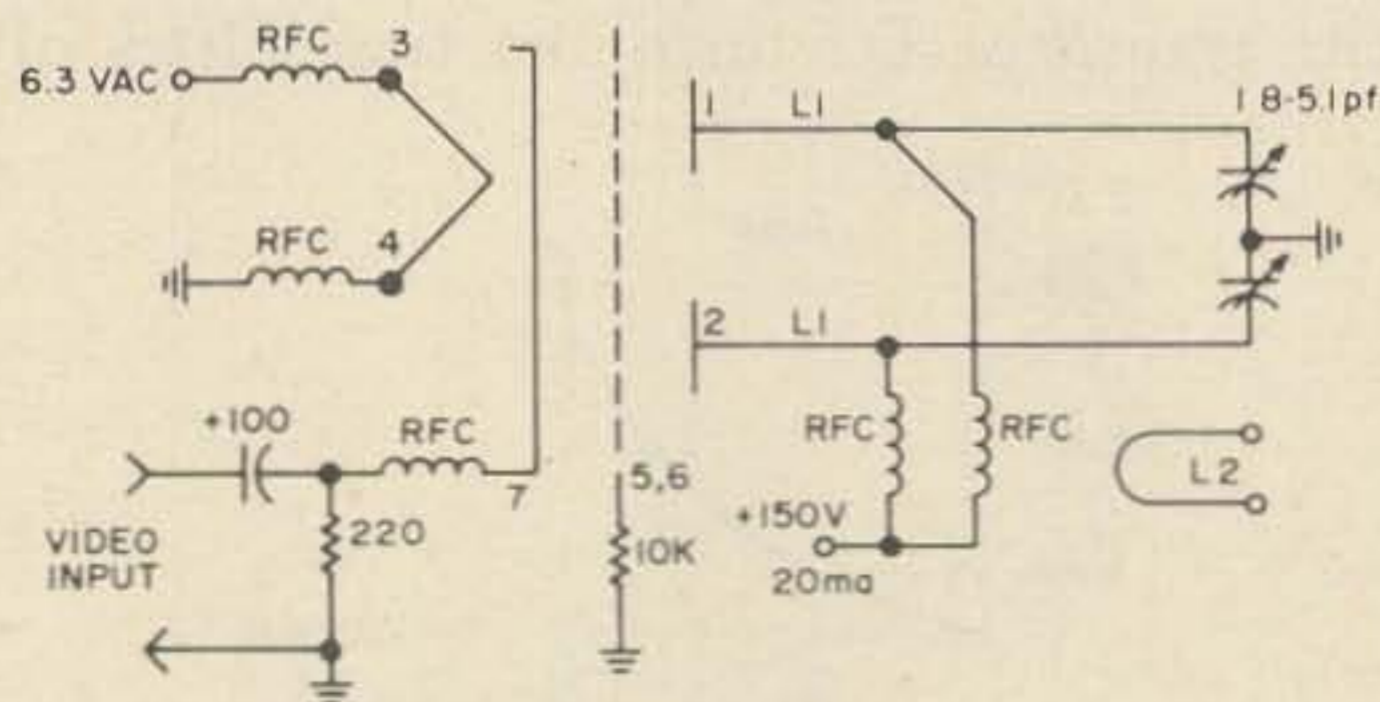 RFC
3
6.3 VAC
RFC
4
+100
RFC
7
VIDEO
INPUT
220
5,6
10K
1
L1
1 8-5.1pf
2
L1
RFC
RFC
+150V
20ma
L2